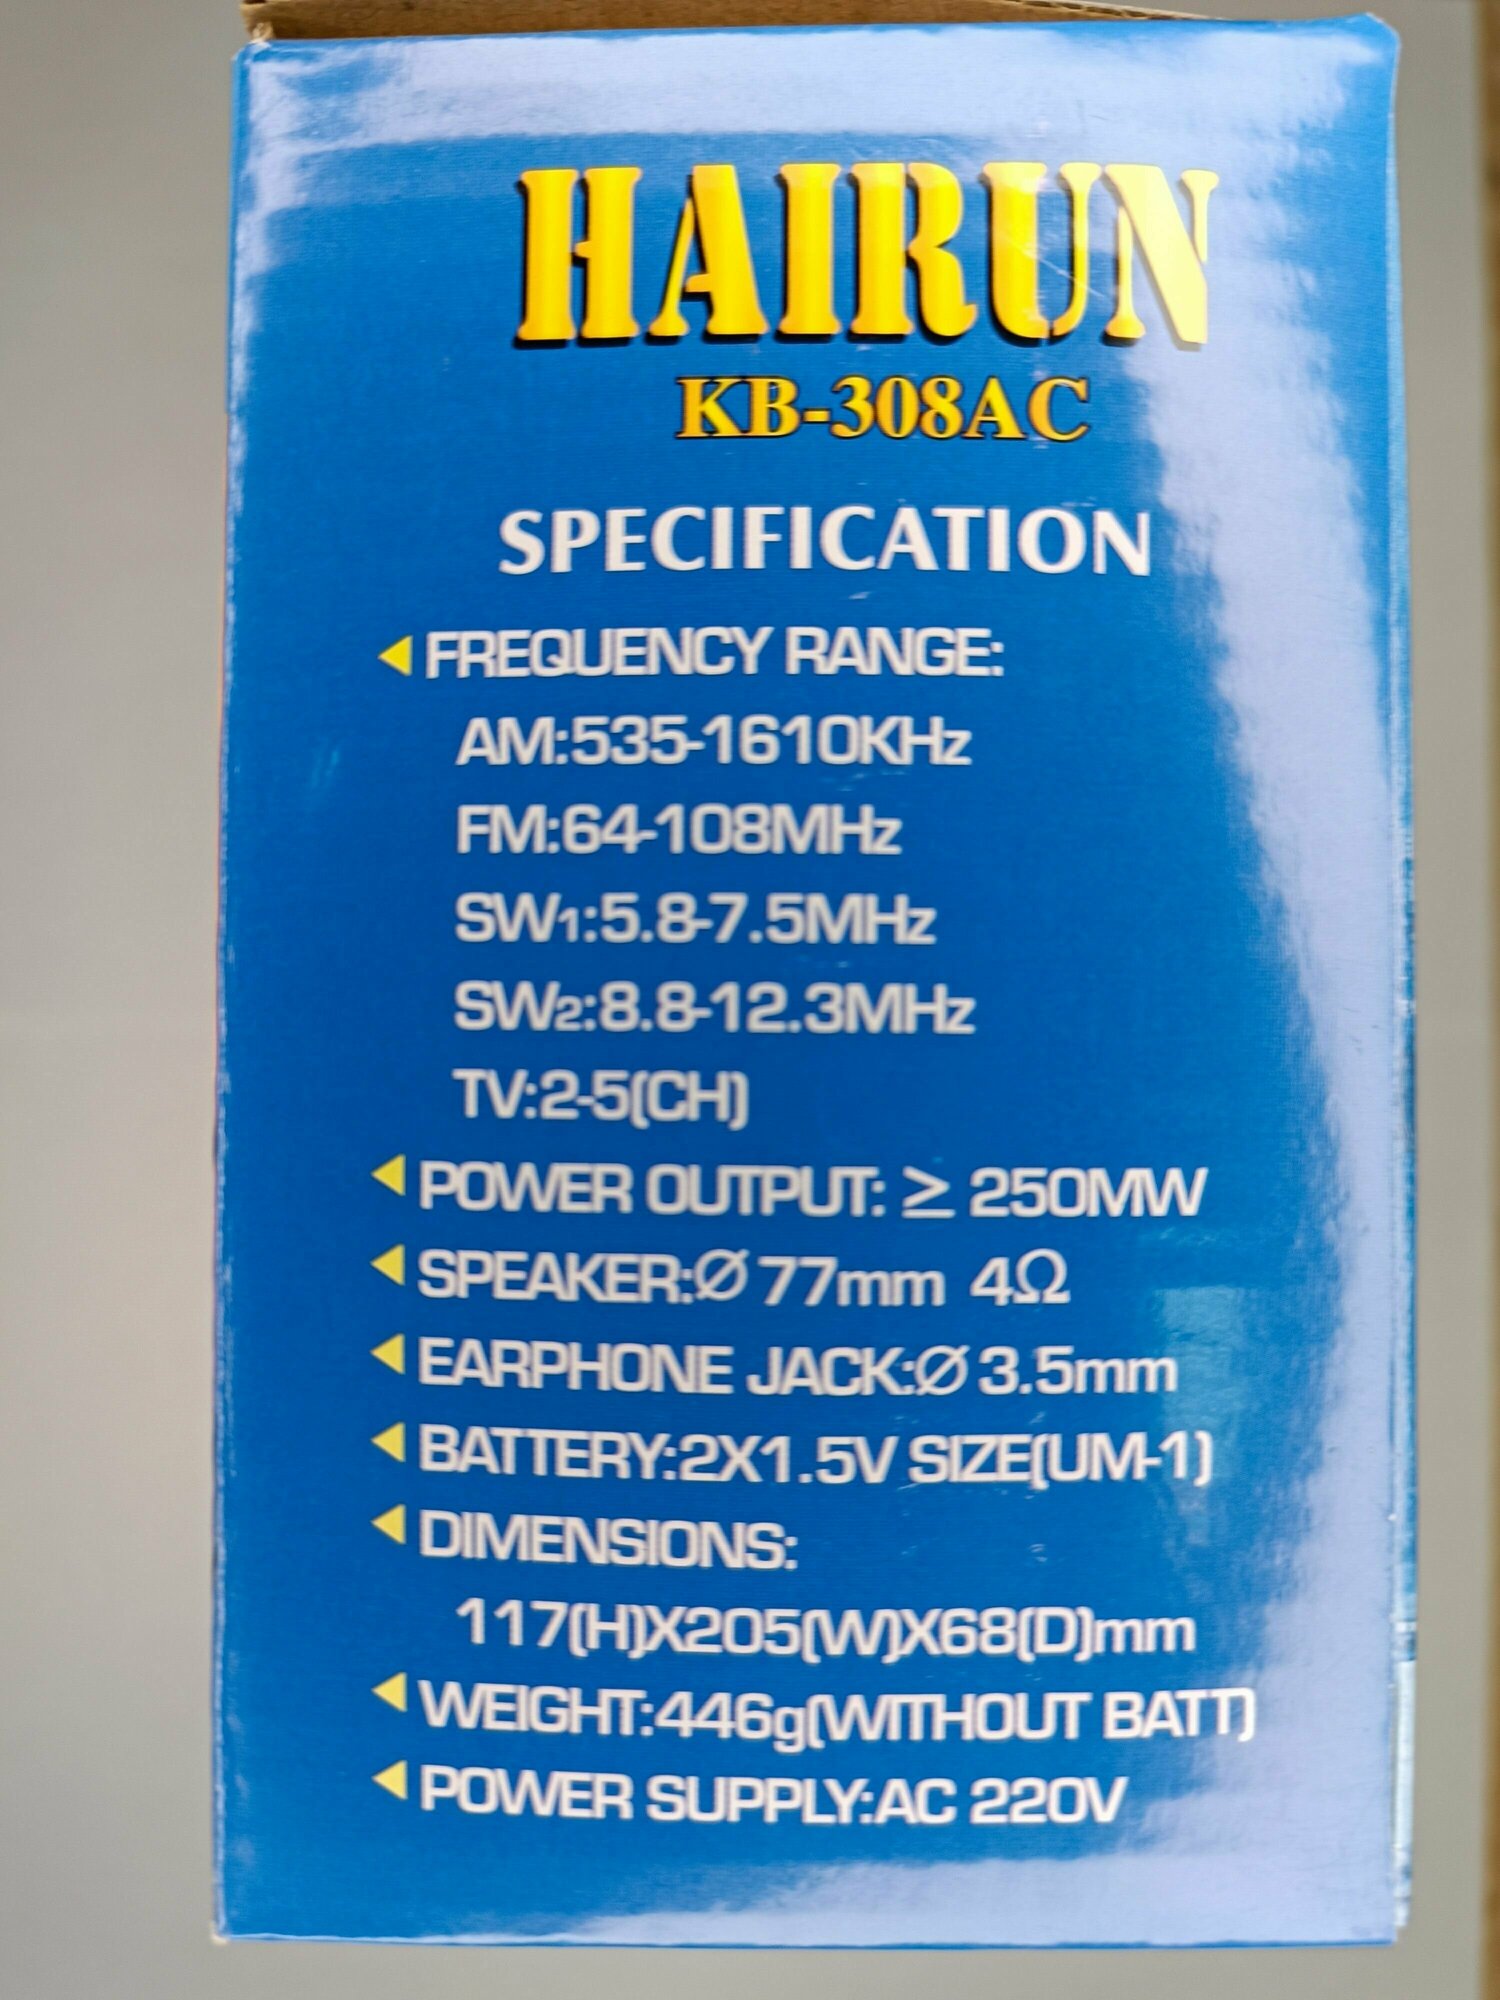 HAIRUN
KB-308AC
SPECIFICATION
FREQUENCY RANGE:
AM:535-1610KHz
FM:64-108MHz
SW1:5.8-7.5MHz
SW2:8.8-12.3MHz
TV:2-5(CH)
POWER OUTPUT: ≥ 250MW
SPEAKER:Ø 77mm 4Ω
EARPHONE JACK:Ø 3.5mm
BATTERY:2X1.5V SIZE(UM-1)
DIMENSIONS:
117(H)X205(W)X68(D)mm
WEIGHT:446g(WITHOUT BATT)
POWER SUPPLY:AC 220V